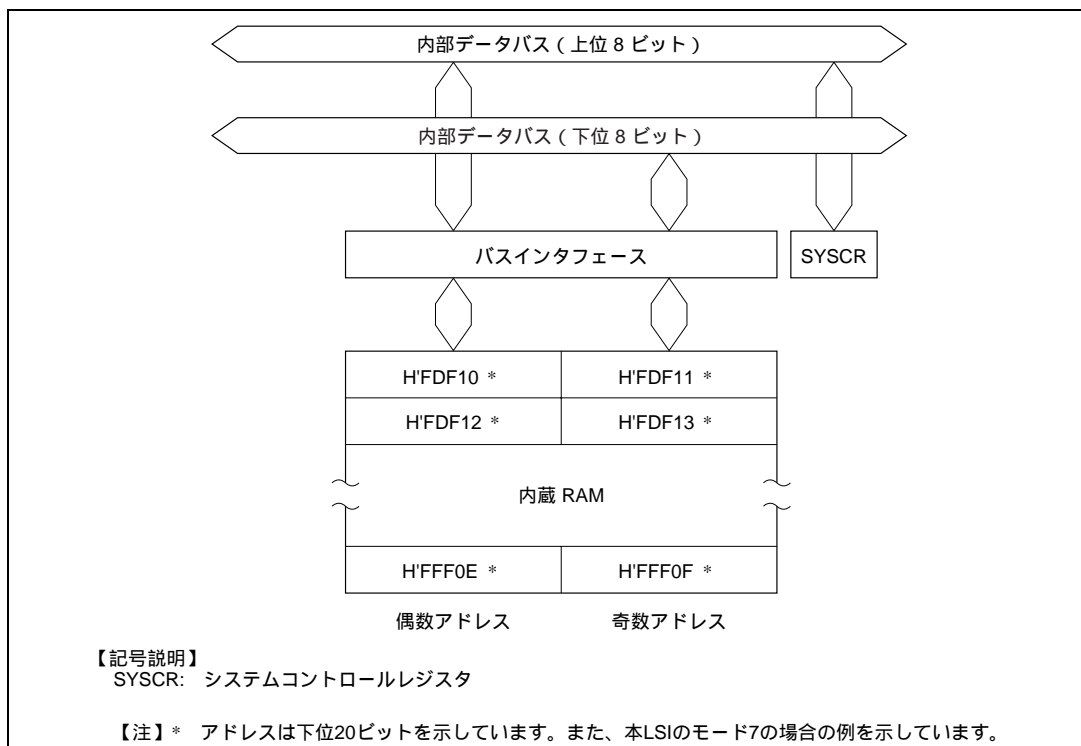 内部データバス ( 上位 8 ビット )
内部データバス ( 下位 8 ビット )
バスインタフェース
SYSCR
H'FDF10 *
H'FDF11 *
H'FDF12 *
H'FDF13 *
内蔵 RAM
H'FFF0E *
H'FFF0F *
偶数アドレス
奇数アドレス
【記号説明】
SYSCR: システムコントロールレジスタ
【注】* アドレスは下位20ビットを示しています。また、本LSIのモード7の場合の例を示しています。